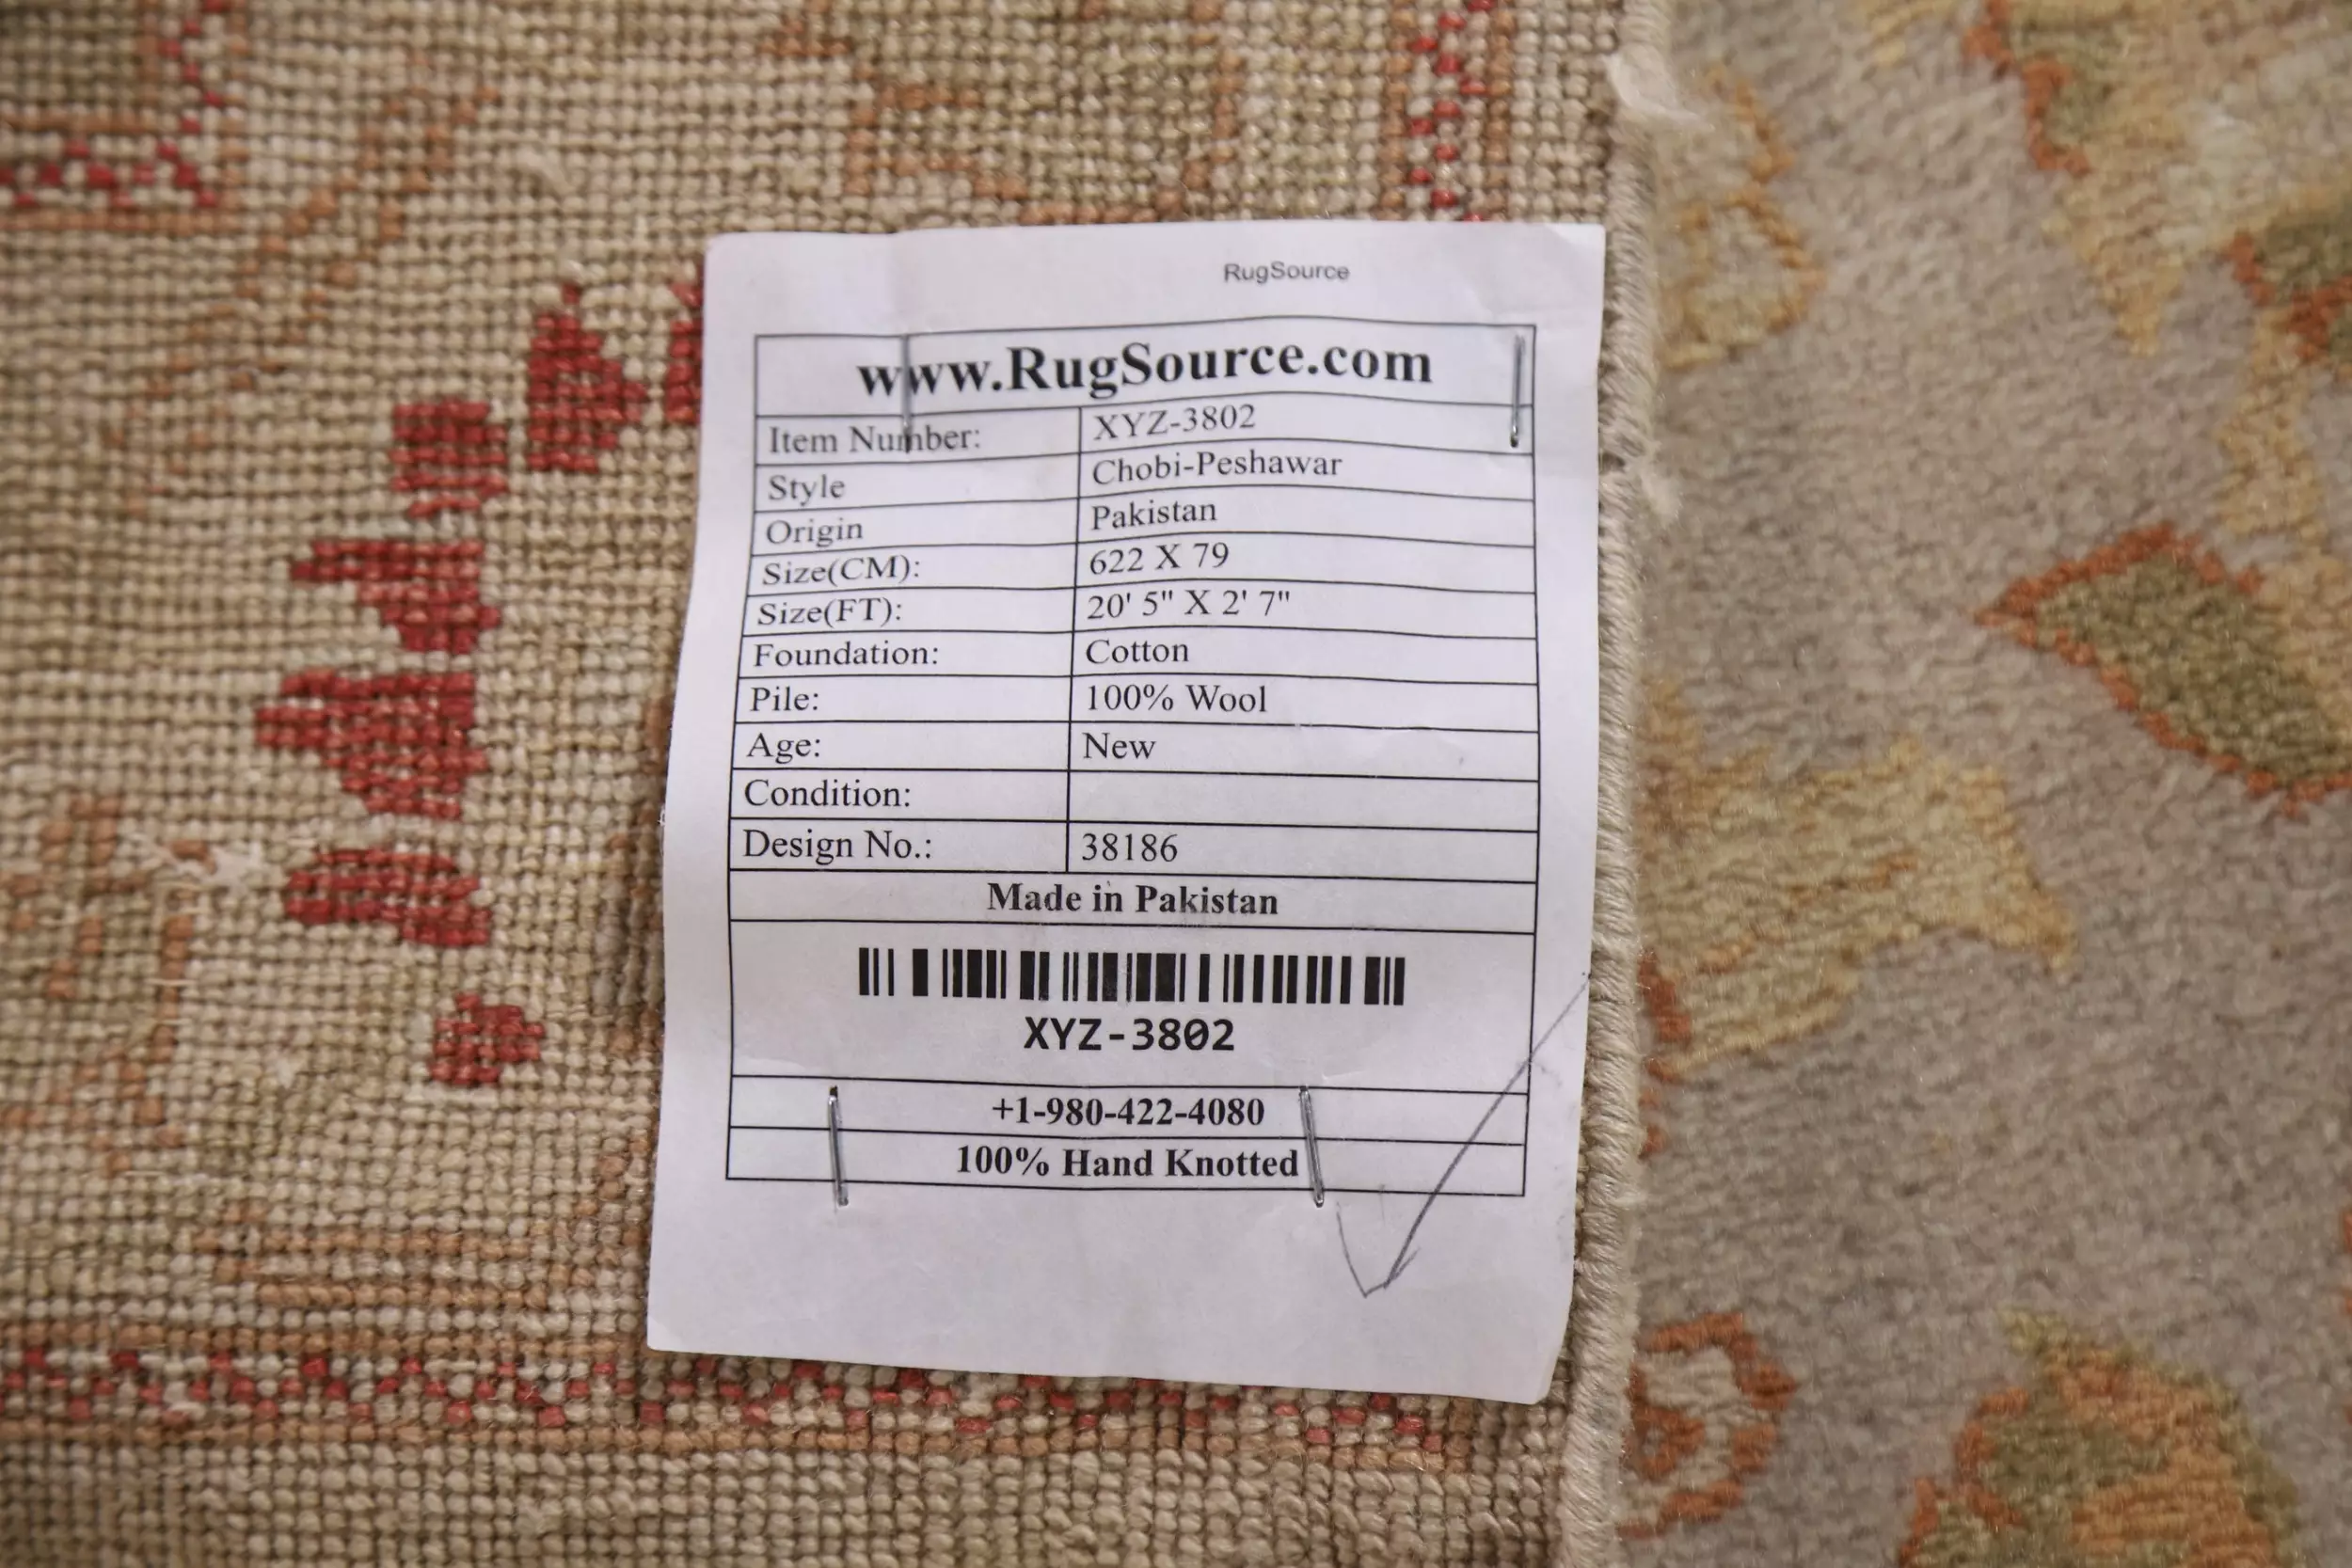 RugSource
www.RugSource.com
Item Number: XYZ-3802
Style Chobi-Peshawar
Origin Pakistan
Size(CM): 622 X 79
Size(FT): 20' 5" X 2' 7"
Foundation: Cotton
Pile: 100% Wool
Age: New
Condition:
Design No.: 38186
Made in Pakistan
XYZ-3802
+1-980-422-4080
100% Hand Knotted